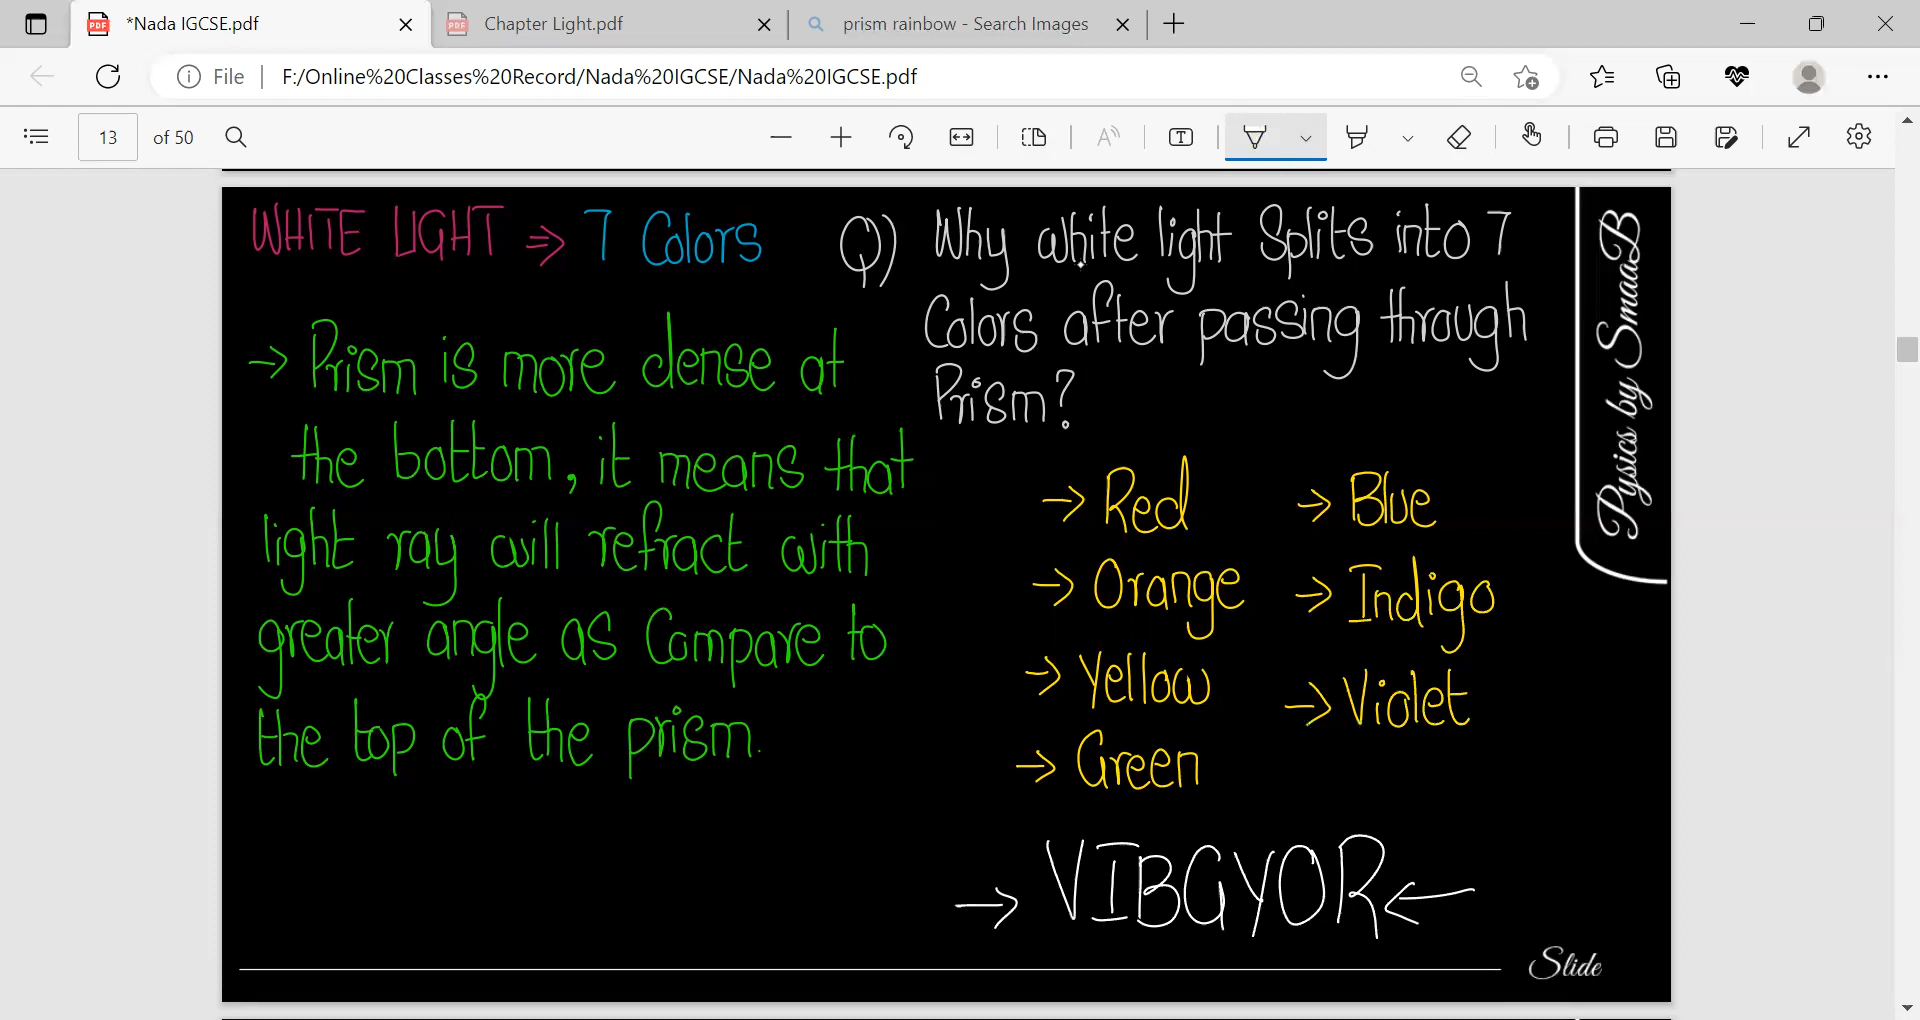 *Nada IGCSE.pdf
Chapter Light.pdf
prism rainbow - Search Images
File
F:/Online%20Classes%20Record/Nada%20IGCSE/Nada%20IGCSE.pdf
13 of 50
WHITE LIGHT ⇒ 7 Colors
→ Prism is more dense at
the bottom, it means that
light ray will refract with
greater angle as Compare to
the top of the prism.
Q) Why white light Splits into 7
Colors after passing through
Prism?
→ Red
→ Orange
→ Yellow
→ Green
→ Blue
→ Indigo
→ Violet
→ VIBGYOR ←
Pysics by SmaaB
Slide